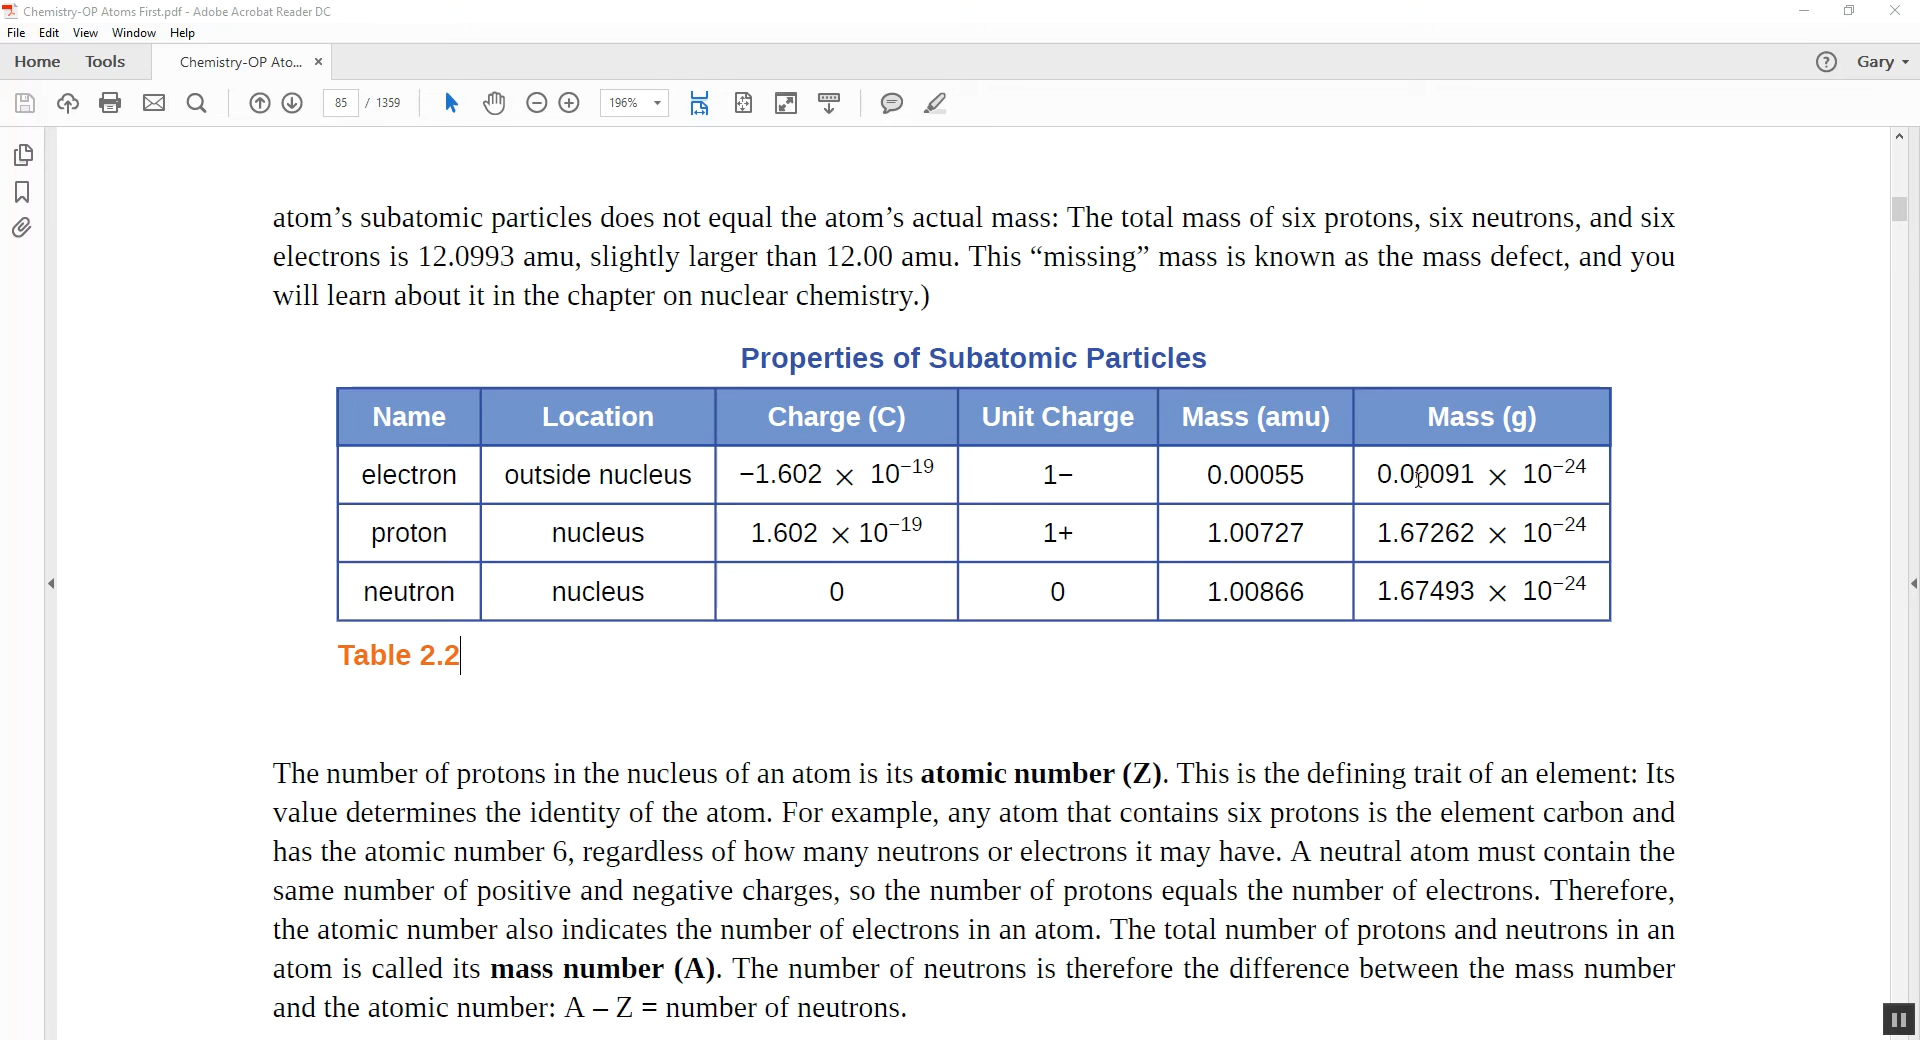 Chemistry-OP Atoms First.pdf - Adobe Acrobat Reader DC
File Edit View Window Help
Home Tools Chemistry-OP Ato... × Gary
85 / 1359 196%
atom’s subatomic particles does not equal the atom’s actual mass: The total mass of six protons, six neutrons, and six
electrons is 12.0993 amu, slightly larger than 12.00 amu. This “missing” mass is known as the mass defect, and you
will learn about it in the chapter on nuclear chemistry.)
Properties of Subatomic Particles
Name Location Charge (C) Unit Charge Mass (amu) Mass (g)
electron outside nucleus −1.602 × 10⁻¹⁹ 1− 0.00055 0.00091 × 10⁻²⁴
proton nucleus 1.602 × 10⁻¹⁹ 1+ 1.00727 1.67262 × 10⁻²⁴
neutron nucleus 0 0 1.00866 1.67493 × 10⁻²⁴
Table 2.2
The number of protons in the nucleus of an atom is its atomic number (Z). This is the defining trait of an element: Its
value determines the identity of the atom. For example, any atom that contains six protons is the element carbon and
has the atomic number 6, regardless of how many neutrons or electrons it may have. A neutral atom must contain the
same number of positive and negative charges, so the number of protons equals the number of electrons. Therefore,
the atomic number also indicates the number of electrons in an atom. The total number of protons and neutrons in an
atom is called its mass number (A). The number of neutrons is therefore the difference between the mass number
and the atomic number: A – Z = number of neutrons.